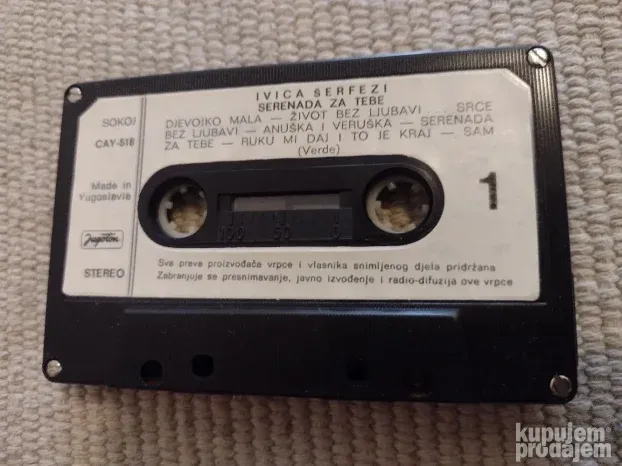 IVICA ŠERFEZI
SERENADA ZA TEBE
SOKOJ
CAY-518
DJEVOJKO MALA — ŽIVOT BEZ LJUBAVI — SRCE
BEZ LJUBAVI — ANUŠKA I VERUŠKA — SERENADA
ZA TEBE — RUKU MI DAJ I TO JE KRAJ — SAM
(Verde)
Made in
Yugoslavia
1
100 50 0
Jugoton
STEREO
Sva prava proizvođača vrpce i vlasnika snimljenog djela pridržana
Zabranjuje se presnimavanje, javno izvođenje i radio-difuzija ove vrpce
kupujem
prodajem